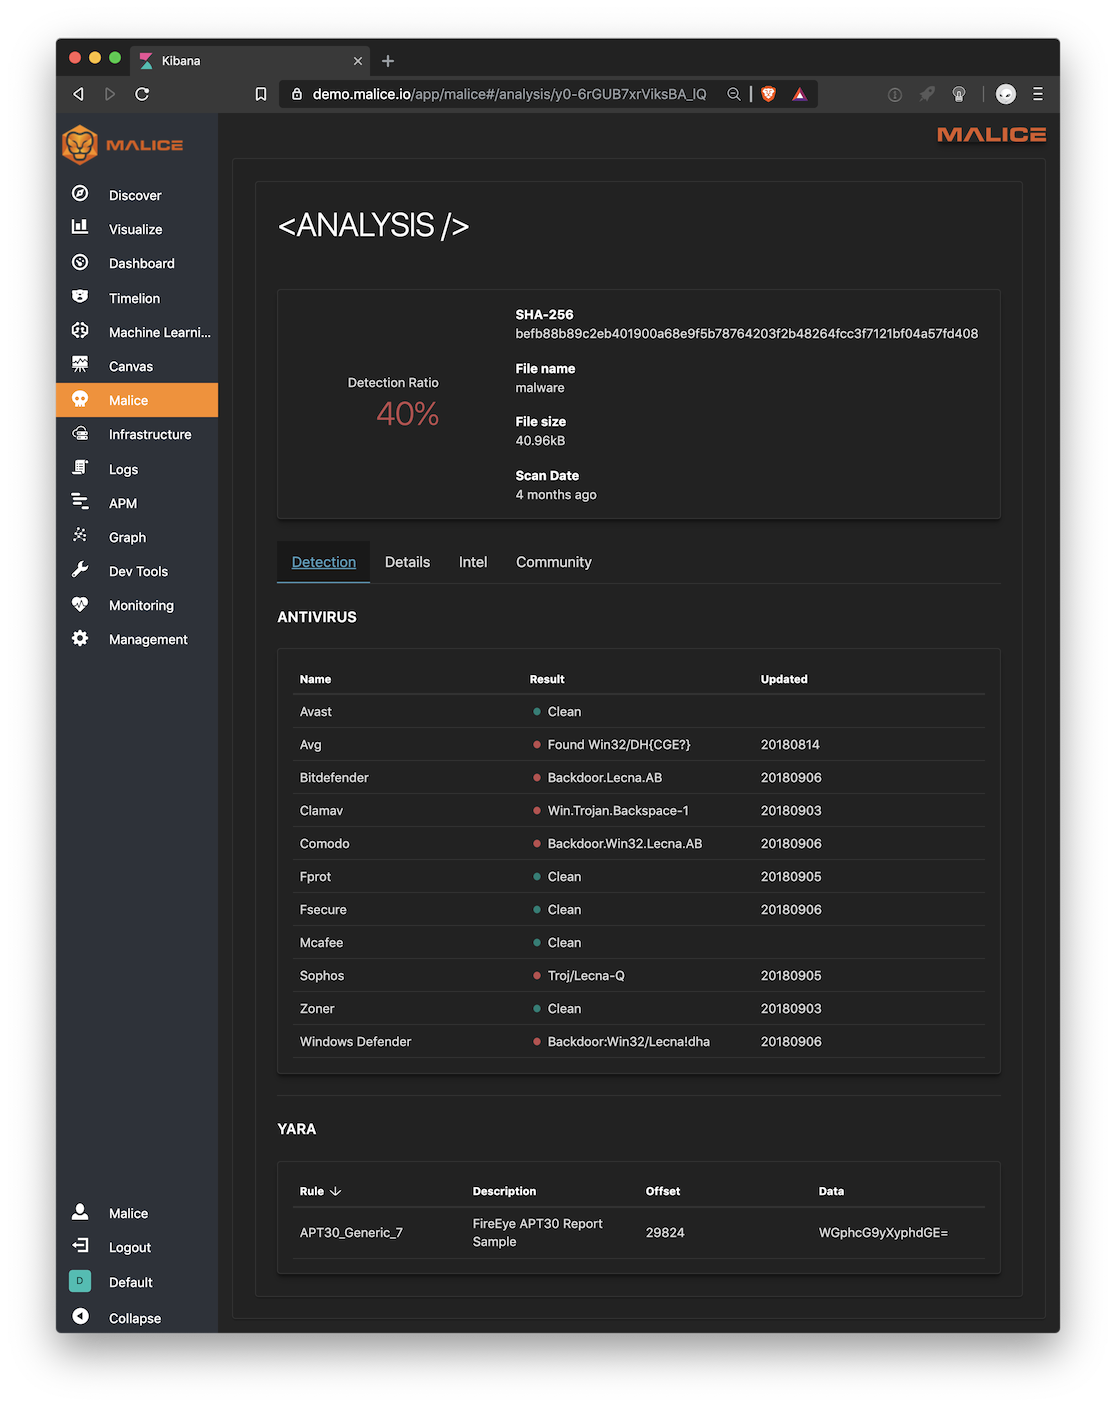 Kibana
demo.malice.io/app/malice#/analysis/y0-6rGUB7xrViksBA_IQ
MALICE
MALICE
Discover
Visualize
Dashboard
Timelion
Machine Learni...
Canvas
Malice
Infrastructure
Logs
APM
Graph
Dev Tools
Monitoring
Management
Malice
Logout
D Default
Collapse
<ANALYSIS />
Detection Ratio
40%
SHA-256
befb88b89c2eb401900a68e9f5b78764203f2b48264fcc3f7121bf04a57fd408
File name
malware
File size
40.96kB
Scan Date
4 months ago
Detection Details Intel Community
ANTIVIRUS
Name Result Updated
Avast Clean
Avg Found Win32/DH{CGE?} 20180814
Bitdefender Backdoor.Lecna.AB 20180906
Clamav Win.Trojan.Backspace-1 20180903
Comodo Backdoor.Win32.Lecna.AB 20180906
Fprot Clean 20180905
Fsecure Clean 20180906
Mcafee Clean
Sophos Troj/Lecna-Q 20180905
Zoner Clean 20180903
Windows Defender Backdoor:Win32/Lecna!dha 20180906
YARA
Rule Description Offset Data
APT30_Generic_7 FireEye APT30 Report Sample 29824 WGphcG9yXyphdGE=